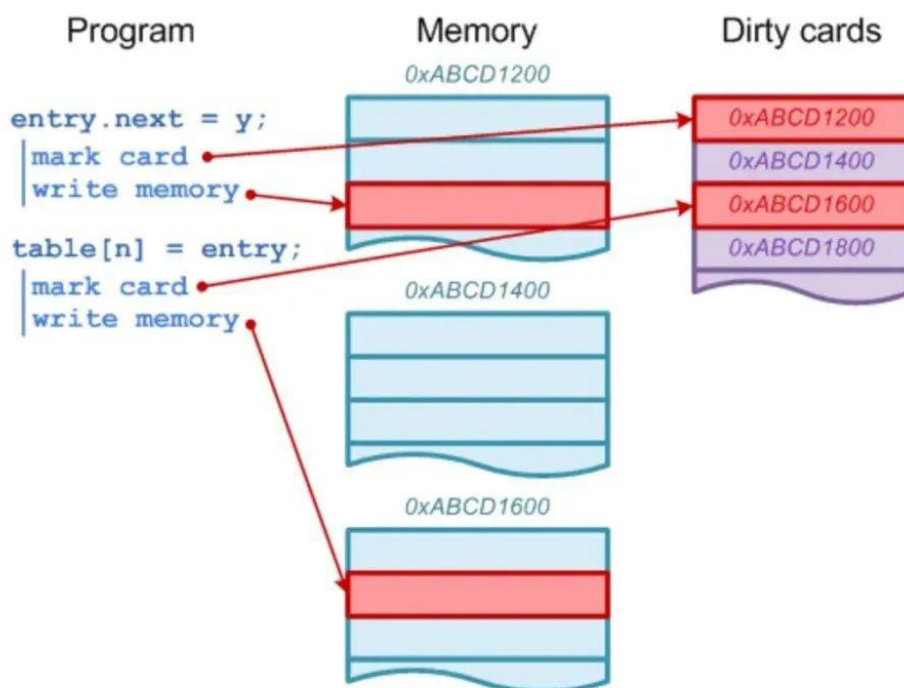 Program
entry.next = y;
mark card
write memory
table[n] = entry;
mark card
write memory
Memory
0xABCD1200
0xABCD1400
0xABCD1600
Dirty cards
0xABCD1200
0xABCD1400
0xABCD1600
0xABCD1800